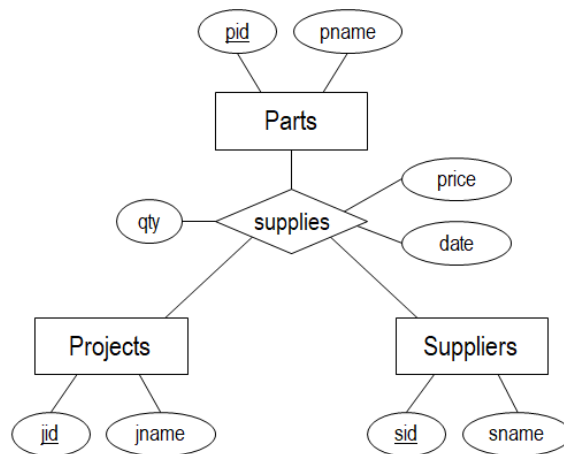 pid
pname
Parts
price
qty
supplies
date
Projects
Suppliers
jid
jname
sid
sname